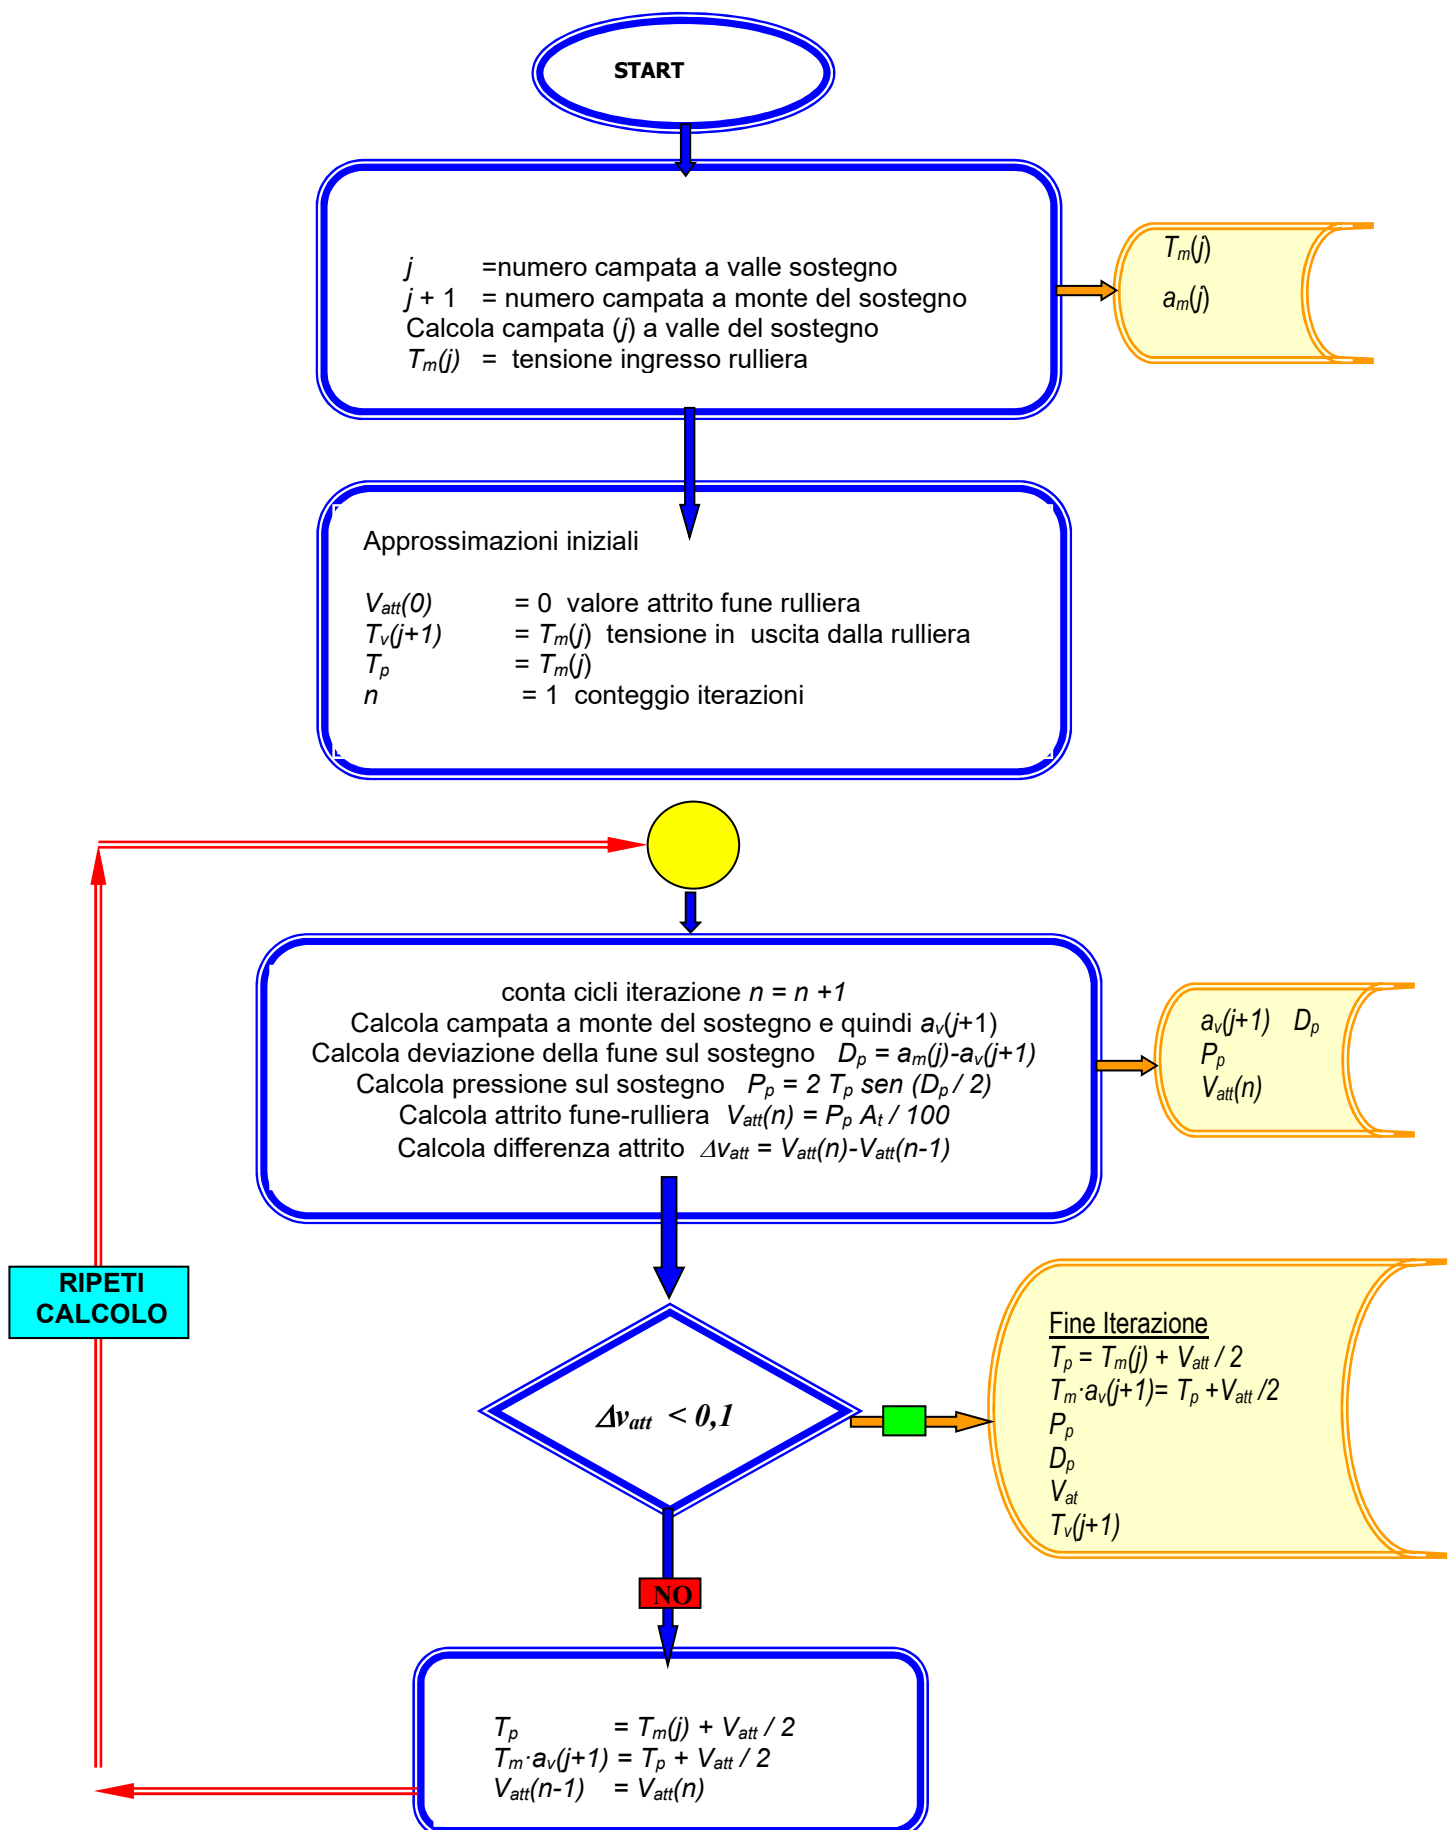 START
j =numero campata a valle sostegno
j + 1 = numero campata a monte del sostegno
Calcola campata (j) a valle del sostegno
Tm(j) = tensione ingresso rulliera
Tm(j)
am(j)
Approssimazioni iniziali
Vatt(0) = 0 valore attrito fune rulliera
Tv(j+1) = Tm(j) tensione in uscita dalla rulliera
Tp = Tm(j)
n = 1 conteggio iterazioni
conta cicli iterazione n = n +1
Calcola campata a monte del sostegno e quindi av(j+1)
Calcola deviazione della fune sul sostegno Dp = am(j)-av(j+1)
Calcola pressione sul sostegno Pp = 2 Tp sen (Dp / 2)
Calcola attrito fune-rulliera Vatt(n) = Pp At / 100
Calcola differenza attrito Δvatt = Vatt(n)-Vatt(n-1)
av(j+1) Dp
Pp
Vatt(n)
RIPETI
CALCOLO
Δvatt < 0,1
Fine Iterazione
Tp = Tm(j) + Vatt / 2
Tm·av(j+1)= Tp +Vatt /2
Pp
Dp
Vat
Tv(j+1)
NO
Tp = Tm(j) + Vatt / 2
Tm·av(j+1) = Tp + Vatt / 2
Vatt(n-1) = Vatt(n)